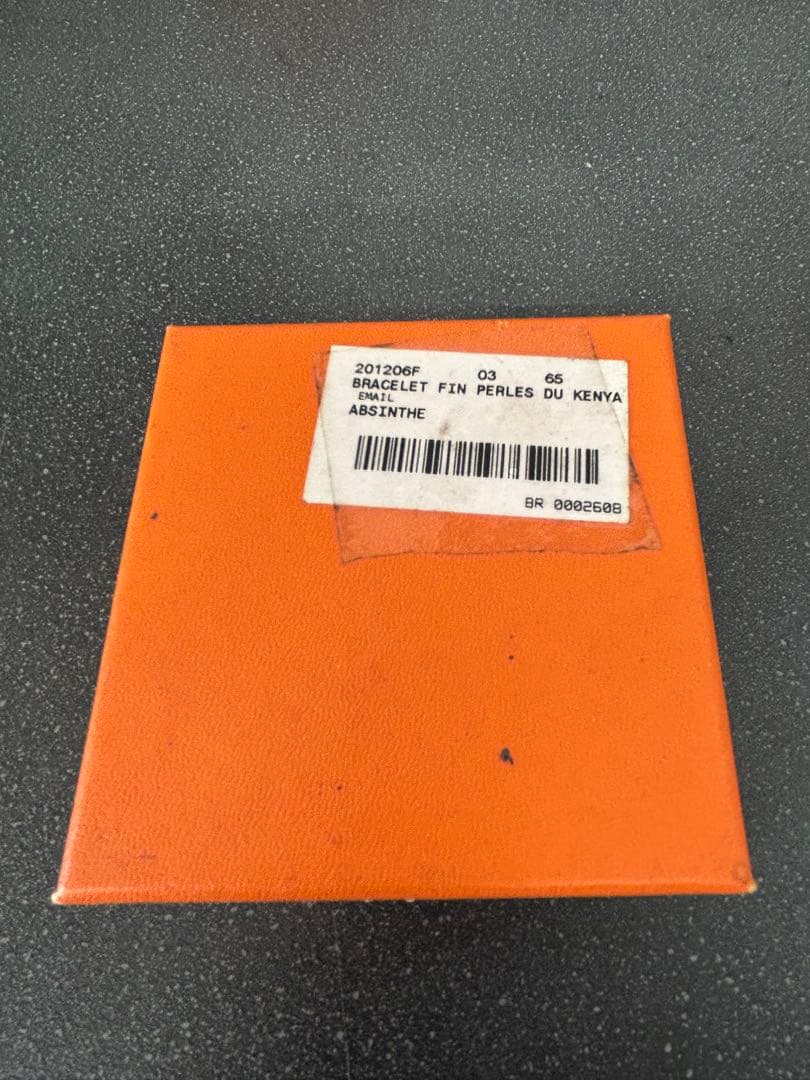 201206F 03 65
BRACELET FIN PERLES DU KENYA
EMAIL
ABSINTHE
BR 0002608